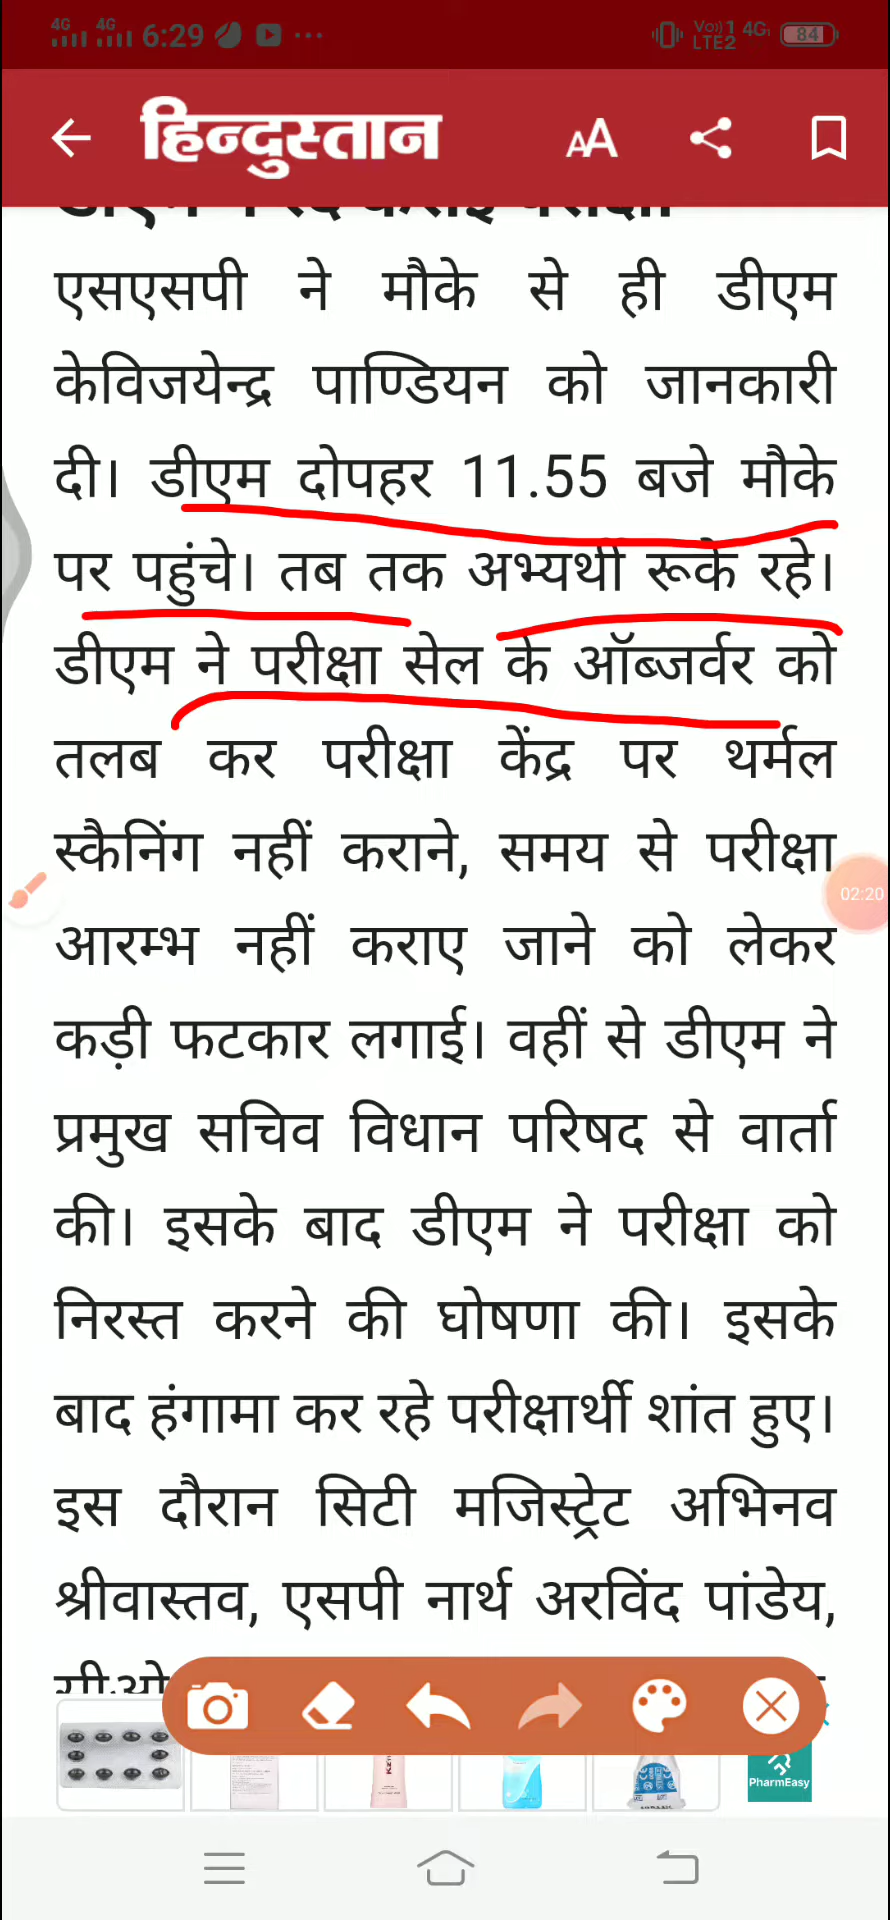 4G 4G 6:29 ... Vo)) 1 4G LTE2 84
हिन्दुस्तान AA
एसएसपी ने मौके से ही डीएम
केविजयेन्द्र पाण्डियन को जानकारी
दी। डीएम दोपहर 11.55 बजे मौके
पर पहुंचे। तब तक अभ्यर्थी रूके रहे।
डीएम ने परीक्षा सेल के ऑब्जर्वर को
तलब कर परीक्षा केंद्र पर थर्मल
स्कैनिंग नहीं कराने, समय से परीक्षा
02:20
आरम्भ नहीं कराए जाने को लेकर
कड़ी फटकार लगाई। वहीं से डीएम ने
प्रमुख सचिव विधान परिषद से वार्ता
की। इसके बाद डीएम ने परीक्षा को
निरस्त करने की घोषणा की। इसके
बाद हंगामा कर रहे परीक्षार्थी शांत हुए।
इस दौरान सिटी मजिस्ट्रेट अभिनव
श्रीवास्तव, एसपी नार्थ अरविंद पांडेय,
PharmEasy